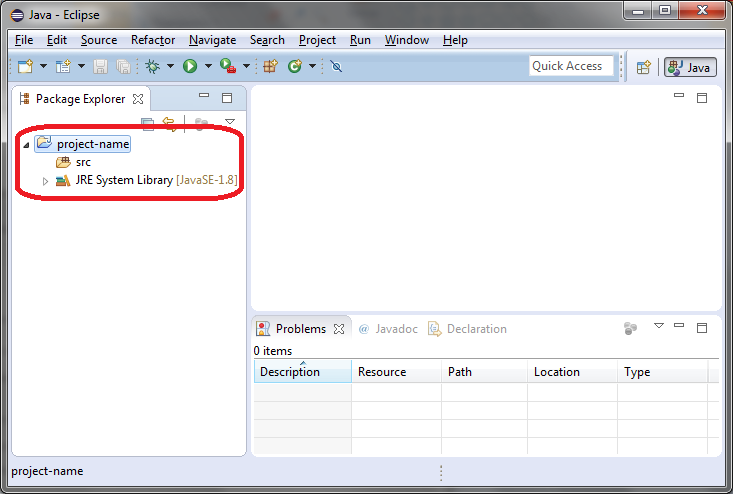 Java - Eclipse
File Edit Source Refactor Navigate Search Project Run Window Help
Quick Access Java
Package Explorer
project-name
src
JRE System Library [JavaSE-1.8]
Problems @ Javadoc Declaration
0 items
Description Resource Path Location Type
project-name